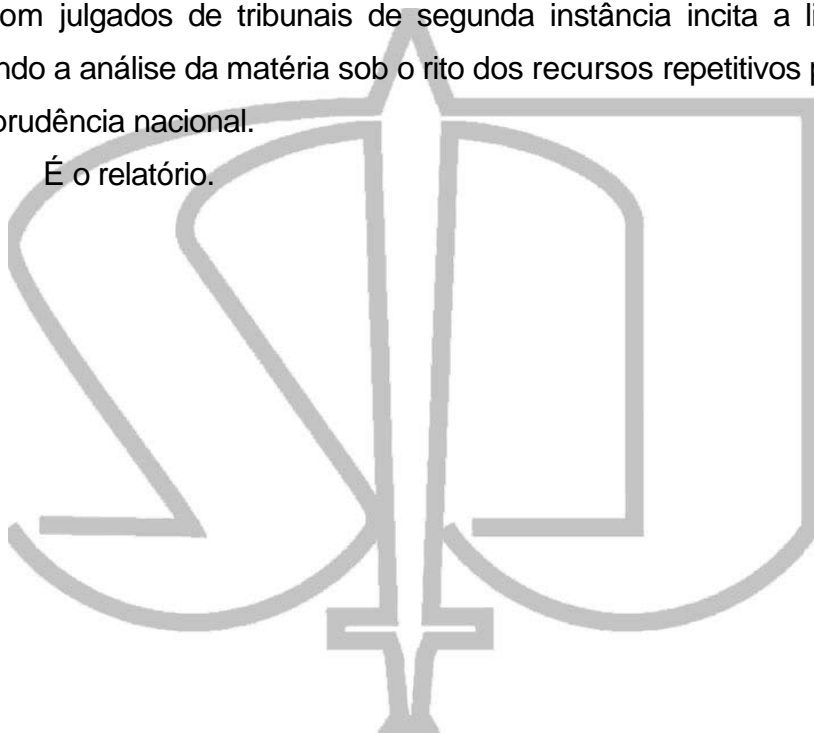 om julgados de tribunais de segunda instância incita a li
ndo a análise da matéria sob o rito dos recursos repetitivos p
prudência nacional.
É o relatório.
STJ